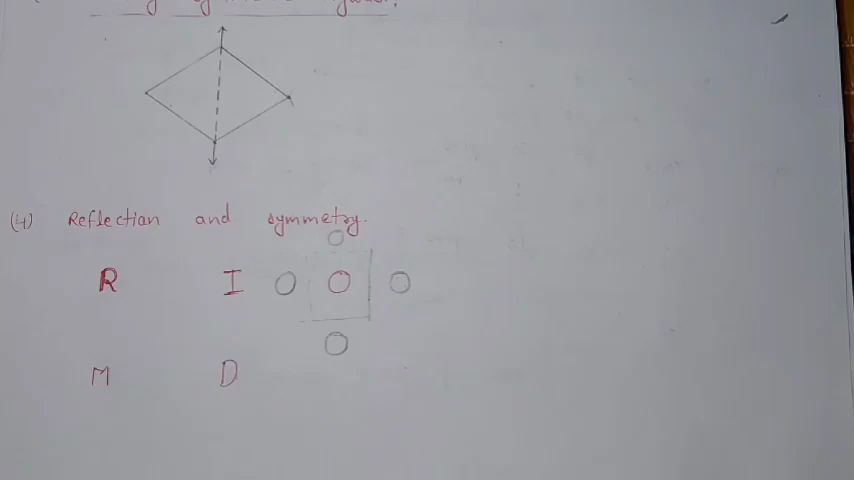 (4) Reflection and symmetry.
R I O O O
O
O
M D